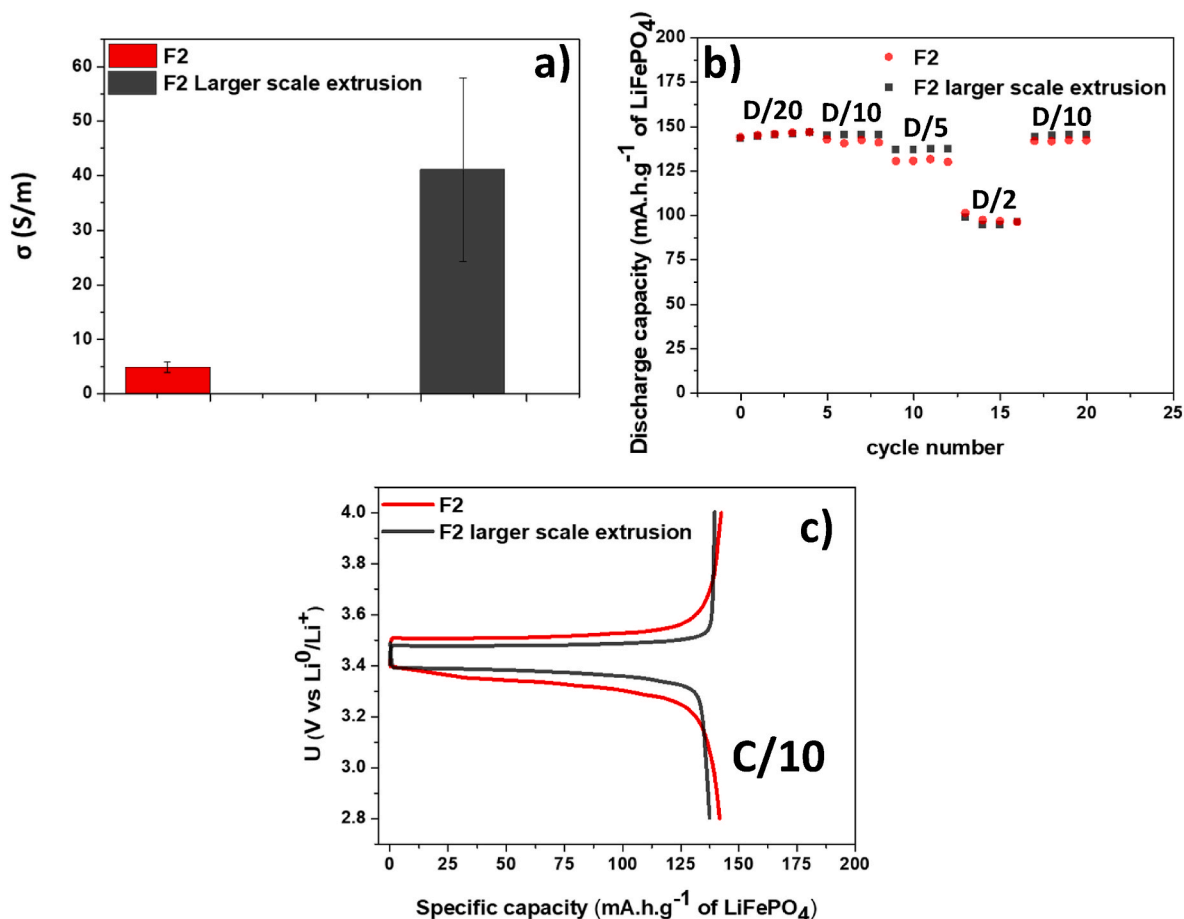 F2
F2 Larger scale extrusion
a)
60
50
40
30
20
10
0
σ (S/m)
F2
F2 larger scale extrusion
b)
D/20
D/10
D/5
D/2
D/10
200
175
150
125
100
75
50
25
0
Discharge capacity (mA.h.g⁻¹ of LiFePO₄)
0 5 10 15 20 25
cycle number
F2
F2 larger scale extrusion
c)
C/10
4.0
3.8
3.6
3.4
3.2
3.0
2.8
U (V vs Li⁰/Li⁺)
0 25 50 75 100 125 150 175 200
Specific capacity (mA.h.g⁻¹ of LiFePO₄)